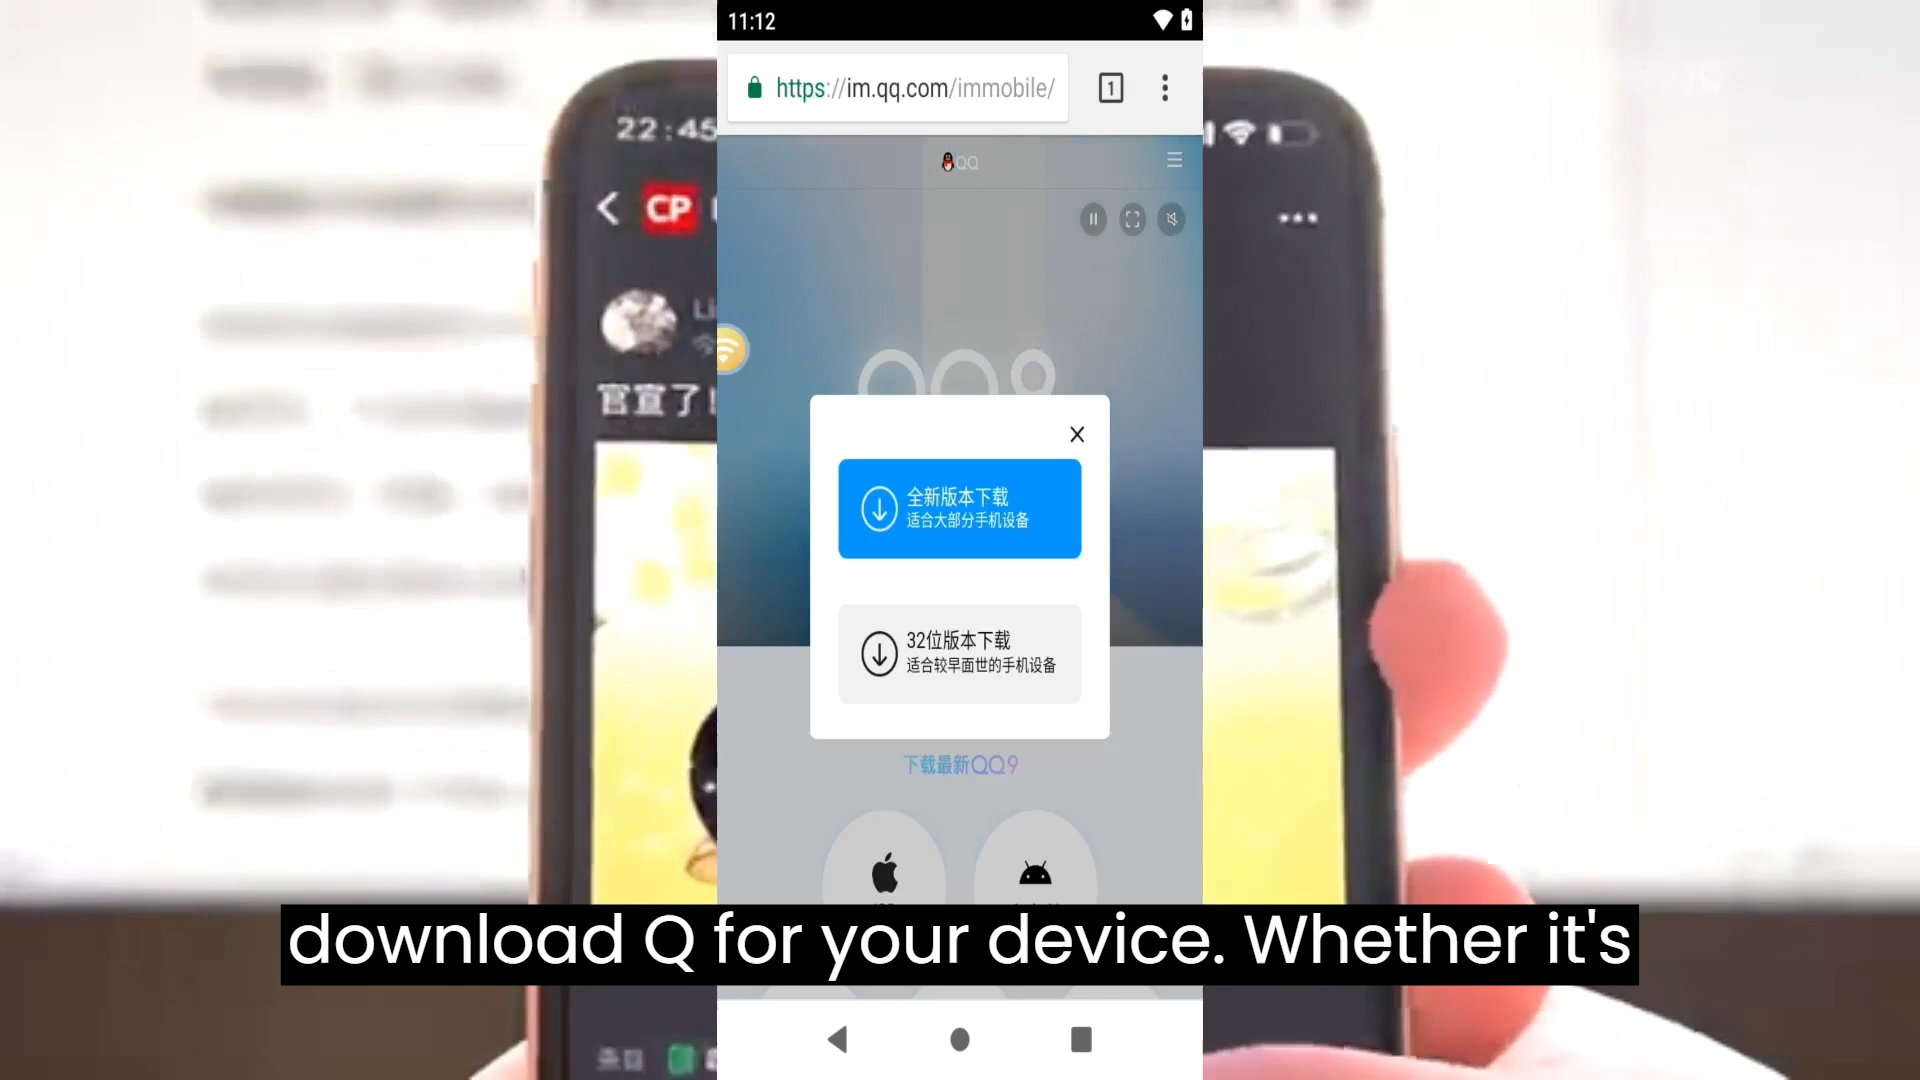 11:12
https://im.qq.com/immobile/
1
22:45
QQ
CP
QQ9
官宣了!
全新版本下载
适合大部分手机设备
32位版本下载
适合较早面世的手机设备
下载最新QQ9
download Q for your device. Whether it's